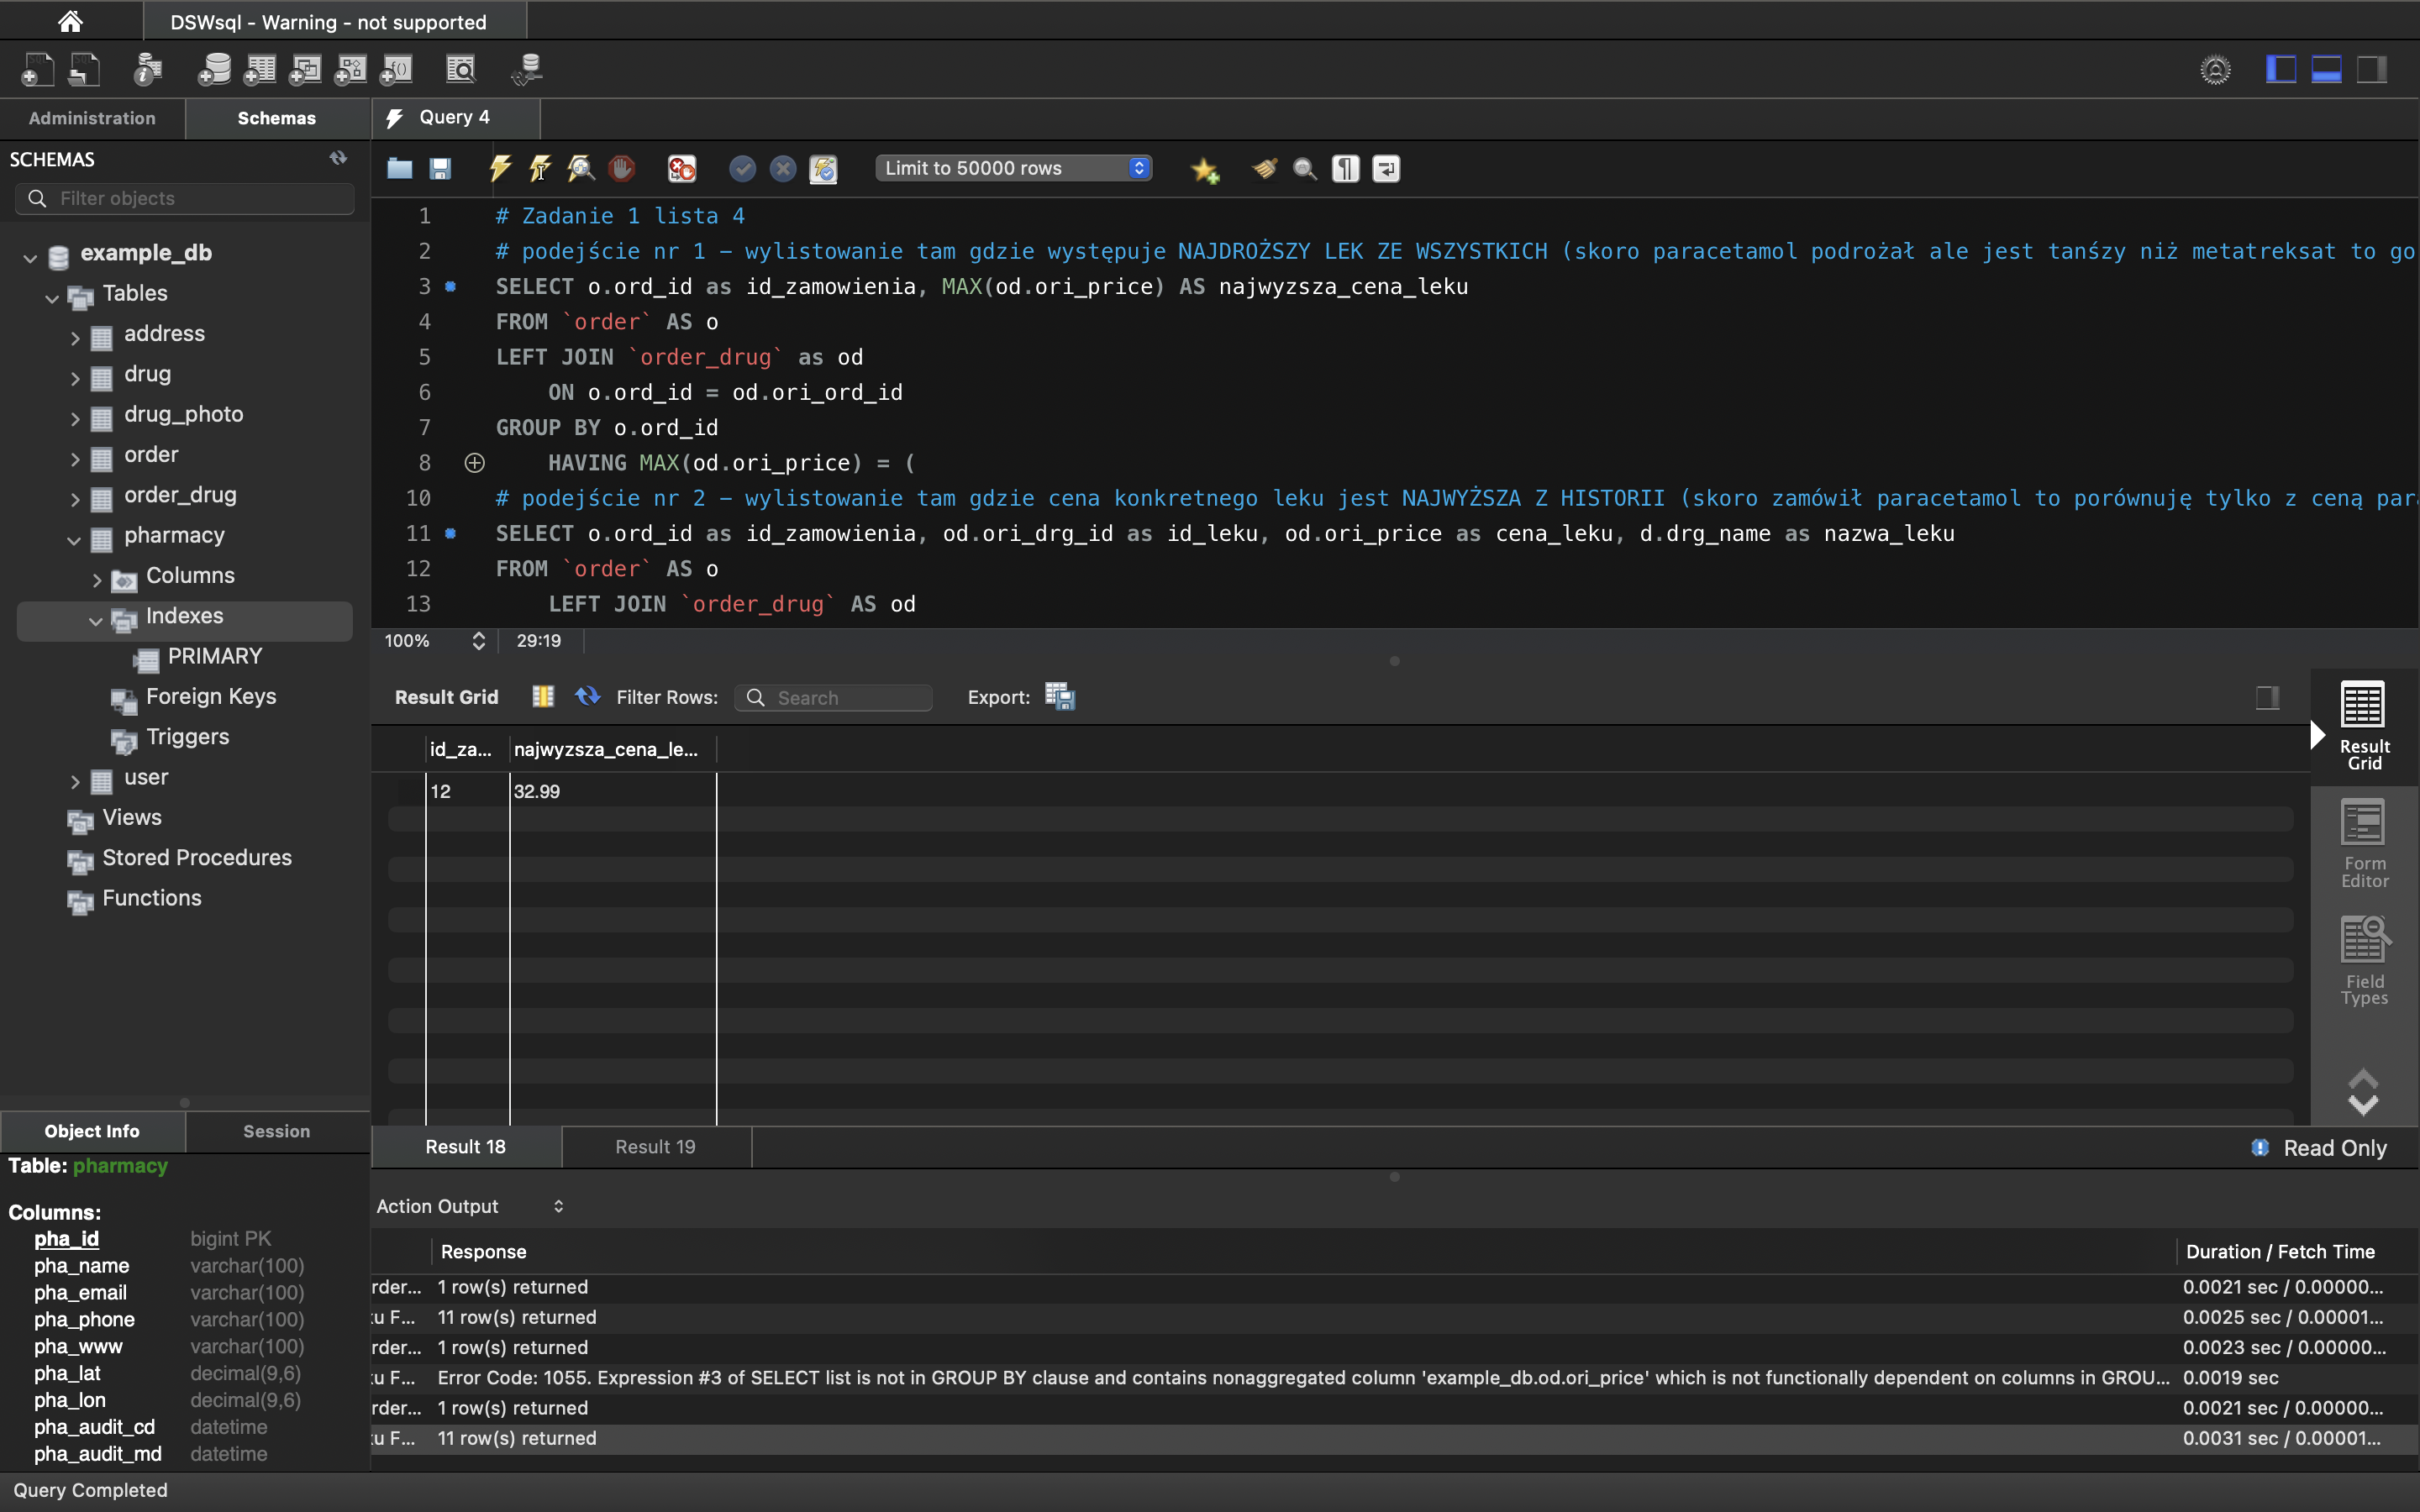 DSWsql - Warning - not supported
Administration
Schemas
Query 4
SCHEMAS
Filter objects
Limit to 50000 rows
example_db
Tables
address
drug
drug_photo
order
order_drug
pharmacy
Columns
Indexes
PRIMARY
Foreign Keys
Triggers
user
Views
Stored Procedures
Functions
1 # Zadanie 1 lista 4
2 # podejście nr 1 – wylistowanie tam gdzie występuje NAJDROŻSZY LEK ZE WSZYSTKICH (skoro paracetamol podrożał ale jest tańśzy niż metatreksat to go
3 SELECT o.ord_id as id_zamowienia, MAX(od.ori_price) AS najwyzsza_cena_leku
4 FROM `order` AS o
5 LEFT JOIN `order_drug` as od
6 ON o.ord_id = od.ori_ord_id
7 GROUP BY o.ord_id
8 HAVING MAX(od.ori_price) = (
10 # podejście nr 2 – wylistowanie tam gdzie cena konkretnego leku jest NAJWYŻSZA Z HISTORII (skoro zamówił paracetamol to porównuję tylko z ceną par
11 SELECT o.ord_id as id_zamowienia, od.ori_drg_id as id_leku, od.ori_price as cena_leku, d.drg_name as nazwa_leku
12 FROM `order` AS o
13 LEFT JOIN `order_drug` AS od
100% 29:19
Result Grid Filter Rows: Search Export:
id_za... najwyzsza_cena_le...
12 32.99
Result Grid
Form Editor
Field Types
Result 18 Result 19
Read Only
Object Info Session
Table: pharmacy
Columns:
pha_id bigint PK
pha_name varchar(100)
pha_email varchar(100)
pha_phone varchar(100)
pha_www varchar(100)
pha_lat decimal(9,6)
pha_lon decimal(9,6)
pha_audit_cd datetime
pha_audit_md datetime
Action Output
Response Duration / Fetch Time
rder... 1 row(s) returned 0.0021 sec / 0.00000...
u F... 11 row(s) returned 0.0025 sec / 0.00001...
rder... 1 row(s) returned 0.0023 sec / 0.00000...
u F... Error Code: 1055. Expression #3 of SELECT list is not in GROUP BY clause and contains nonaggregated column 'example_db.od.ori_price' which is not functionally dependent on columns in GROU... 0.0019 sec
rder... 1 row(s) returned 0.0021 sec / 0.00000...
u F... 11 row(s) returned 0.0031 sec / 0.00001...
Query Completed